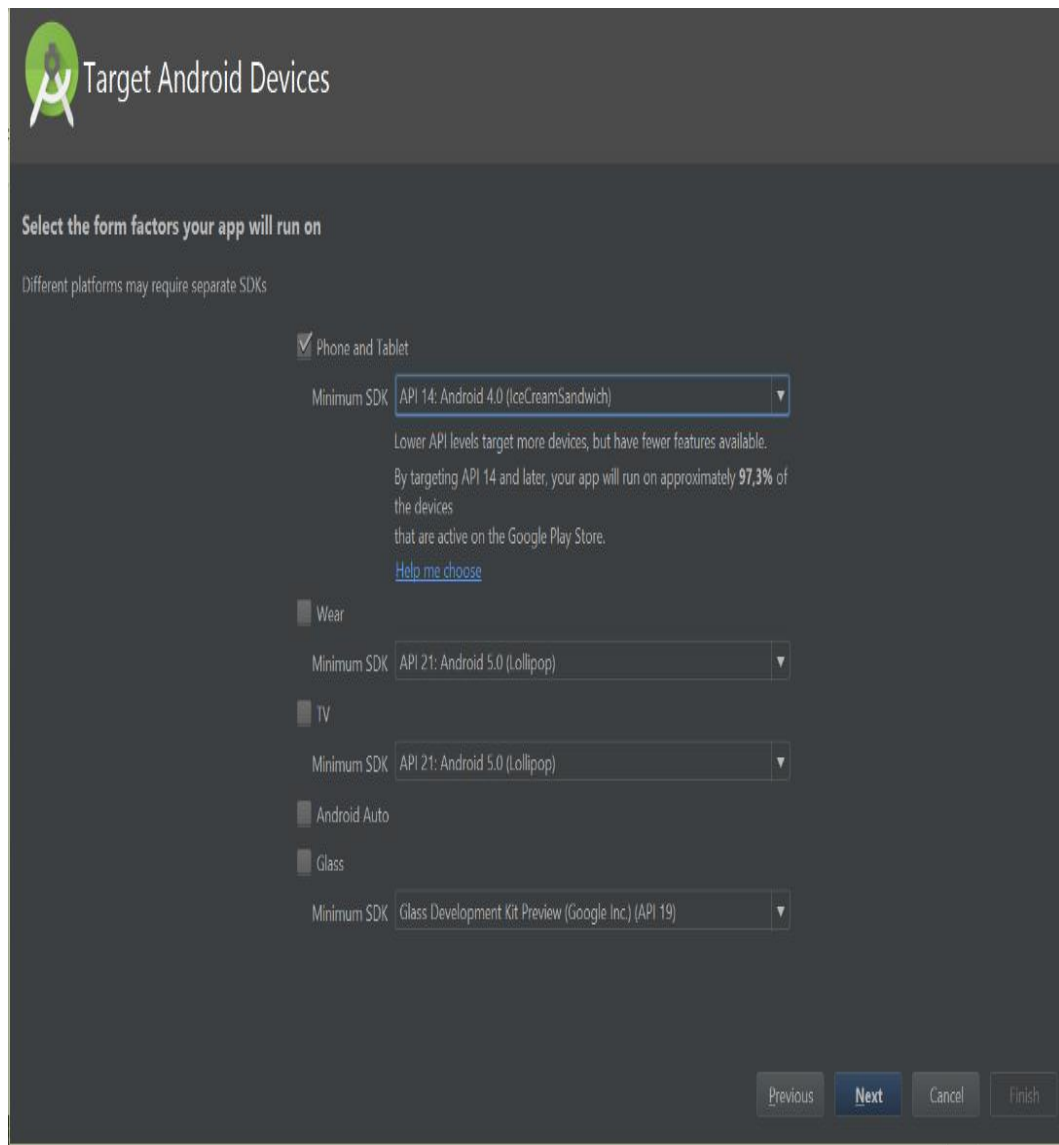 Target Android Devices
Select the form factors your app will run on
Different platforms may require separate SDKs
Phone and Tablet
Minimum SDK API 14: Android 4.0 (IceCreamSandwich)
Lower API levels target more devices, but have fewer features available.
By targeting API 14 and later, your app will run on approximately 97,3% of
the devices
that are active on the Google Play Store.
Help me choose
Wear
Minimum SDK API 21: Android 5.0 (Lollipop)
TV
Minimum SDK API 21: Android 5.0 (Lollipop)
Android Auto
Glass
Minimum SDK Glass Development Kit Preview (Google Inc.) (API 19)
Previous Next Cancel Finish